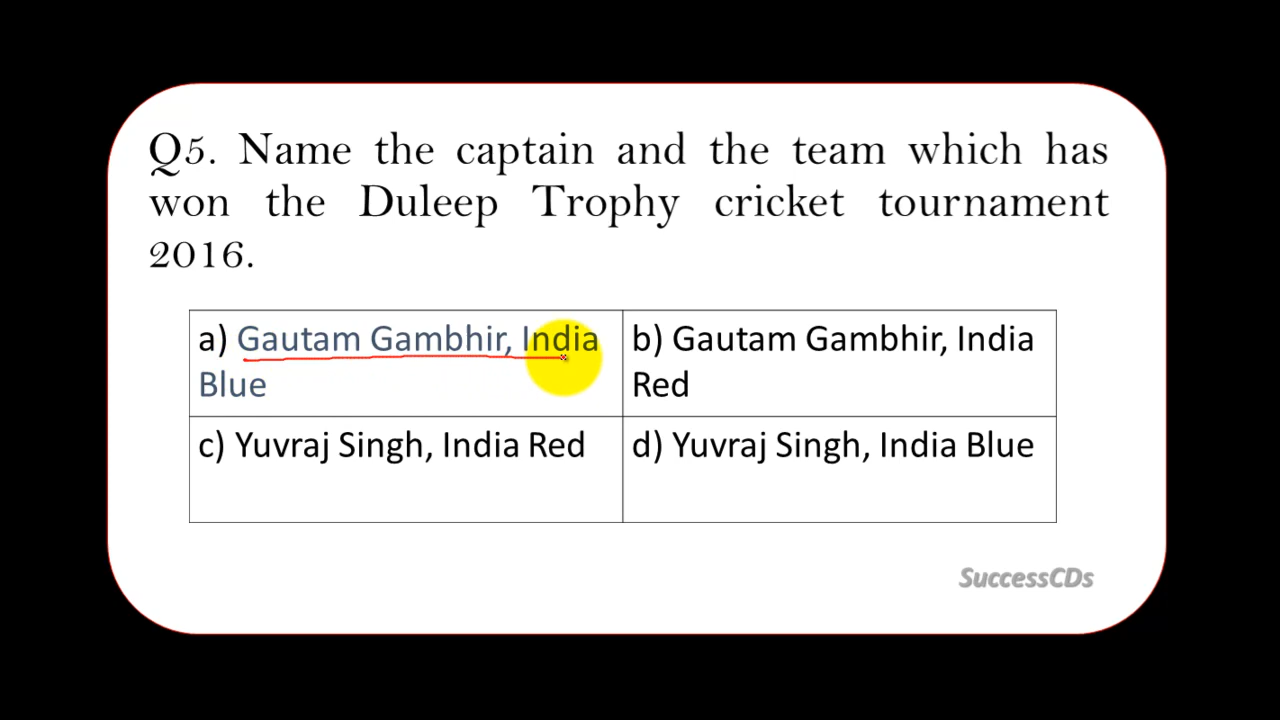 Q5. Name the captain and the team which has
won the Duleep Trophy cricket tournament
2016.
a) Gautam Gambhir, India
Blue
b) Gautam Gambhir, India
Red
c) Yuvraj Singh, India Red
d) Yuvraj Singh, India Blue
SuccessCDs